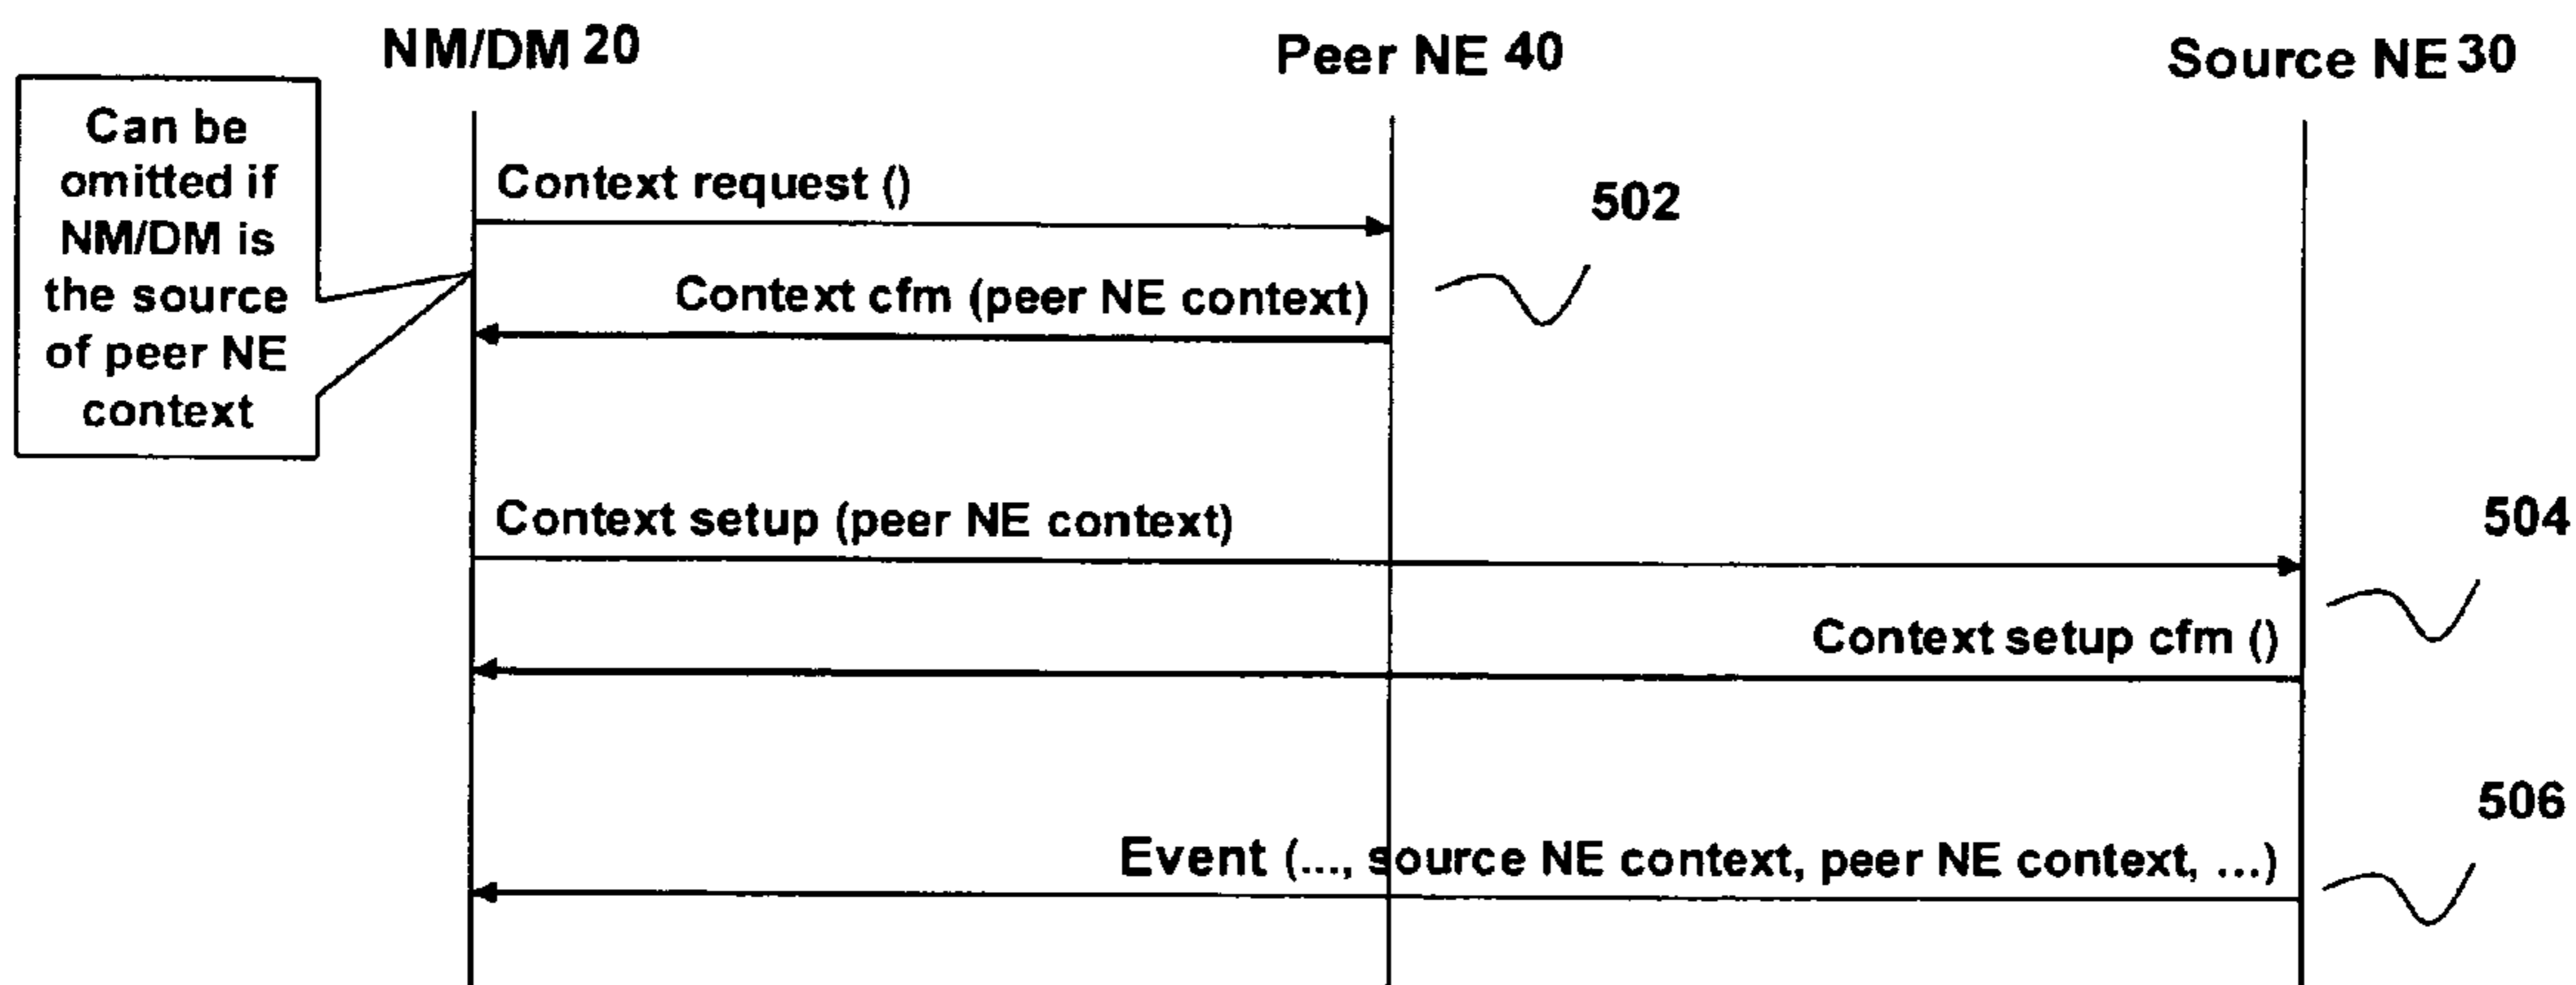 NM/DM 20
Peer NE 40
Source NE 30
Can be
omitted if
NM/DM is
the source
of peer NE
context
Context request ()
502
Context cfm (peer NE context)
Context setup (peer NE context)
504
Context setup cfm ()
506
Event (..., source NE context, peer NE context, ...)